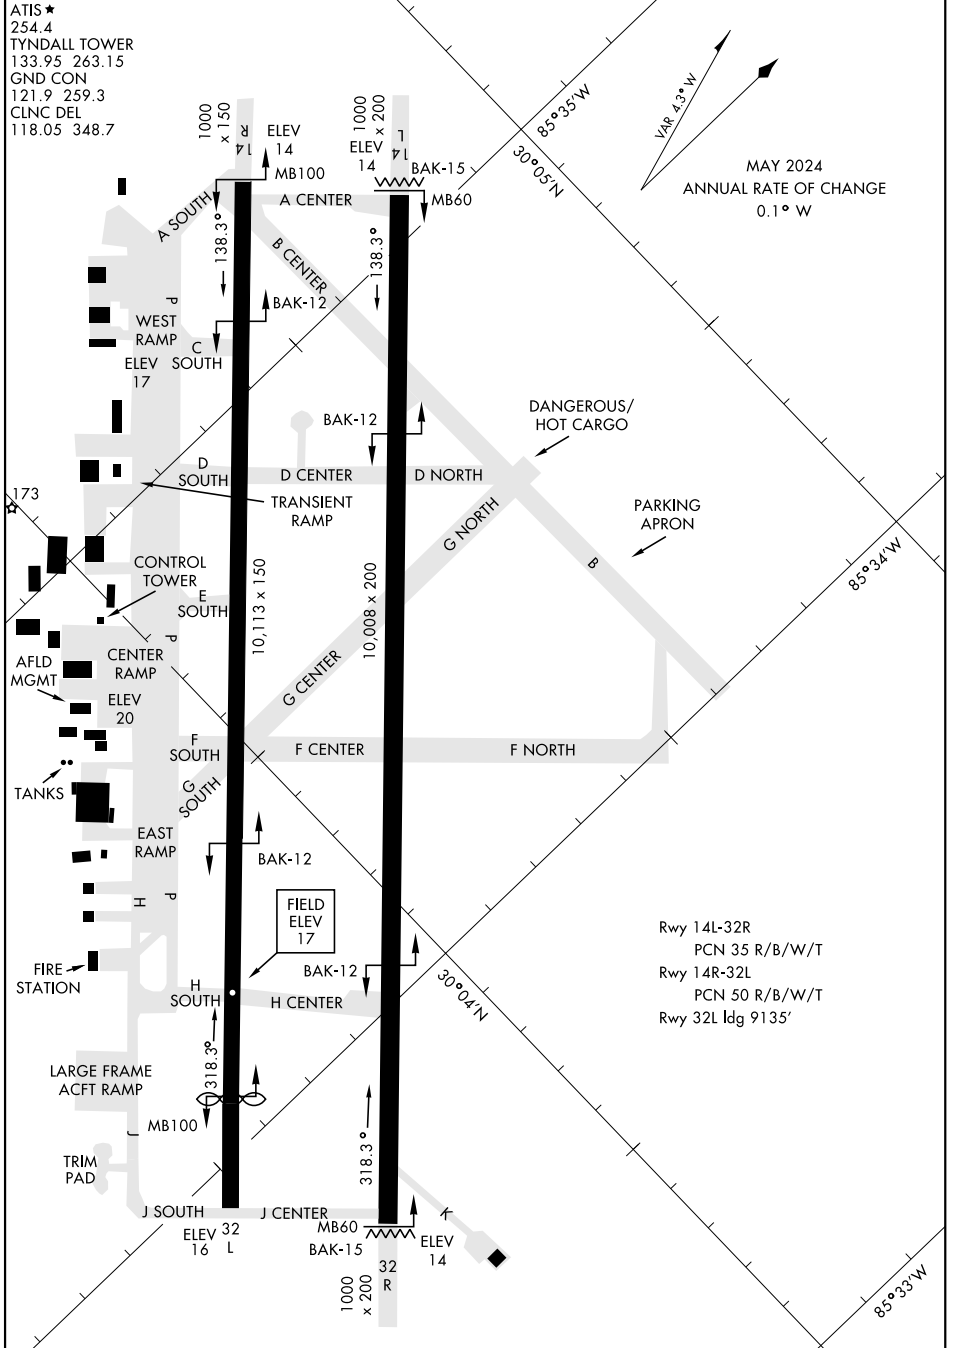 ATIS ★
254.4
TYNDALL TOWER
133.95 263.15
GND CON
121.9 259.3
CLNC DEL
118.05 348.7
1000
x 150
14
R
ELEV
14
MB100
1000
x 200
ELEV
14
14
L
BAK-15
MB60
85°35'W
30°05'N
VAR 4.3° W
MAY 2024
ANNUAL RATE OF CHANGE
0.1° W
A SOUTH
A CENTER
138.3°
138.3°
B CENTER
P
WEST
RAMP
C
SOUTH
ELEV
17
BAK-12
BAK-12
DANGEROUS/
HOT CARGO
D
SOUTH
D CENTER
D NORTH
TRANSIENT
RAMP
173
G NORTH
PARKING
APRON
B
85°34'W
CONTROL
TOWER
E
SOUTH
10,113 x 150
10,008 x 200
P
CENTER
RAMP
AFLD
MGMT
ELEV
20
G CENTER
F
SOUTH
F CENTER
F NORTH
TANKS
G
SOUTH
EAST
RAMP
BAK-12
H
P
FIELD
ELEV
17
Rwy 14L-32R
PCN 35 R/B/W/T
Rwy 14R-32L
PCN 50 R/B/W/T
Rwy 32L ldg 9135'
FIRE
STATION
BAK-12
30°04'N
H
SOUTH
H CENTER
318.3°
LARGE FRAME
ACFT RAMP
MB100
J
318.3°
TRIM
PAD
J SOUTH
J CENTER
K
ELEV
16
32
L
MB60
BAK-15
ELEV
14
32
R
1000
x 200
85°33'W